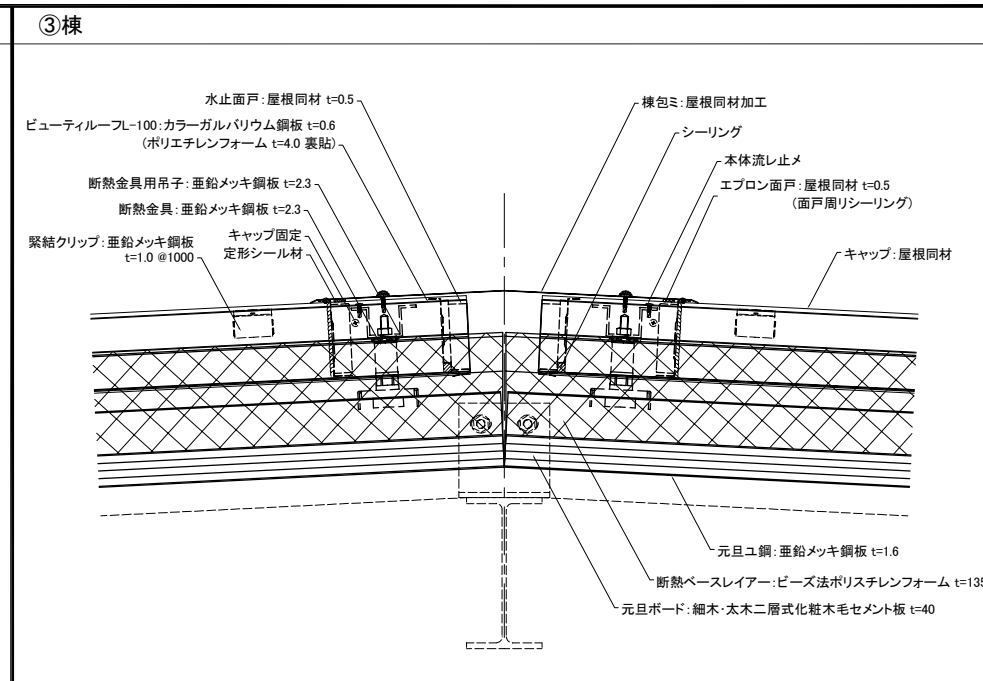 ③棟
水止面戸：屋根同材 t=0.5
ビューティルーフL-100：カラーガルバリウム鋼板 t=0.6
(ポリエチレンフォーム t=4.0 裏貼)
断熱金具用吊子：亜鉛メッキ鋼板 t=2.3
断熱金具：亜鉛メッキ鋼板 t=2.3
緊結クリップ：亜鉛メッキ鋼板
t=1.0 @1000
キャップ固定
定形シール材
棟包ミ：屋根同材加工
シーリング
本体流レ止メ
エプロン面戸：屋根同材 t=0.5
(面戸周リシーリング)
キャップ：屋根同材
元旦ユ鋼：亜鉛メッキ鋼板 t=1.6
断熱ベースレイアー：ビーズ法ポリスチレンフォーム t=135
元旦ボード：細木・太木二層式化粧木毛セメント板 t=40